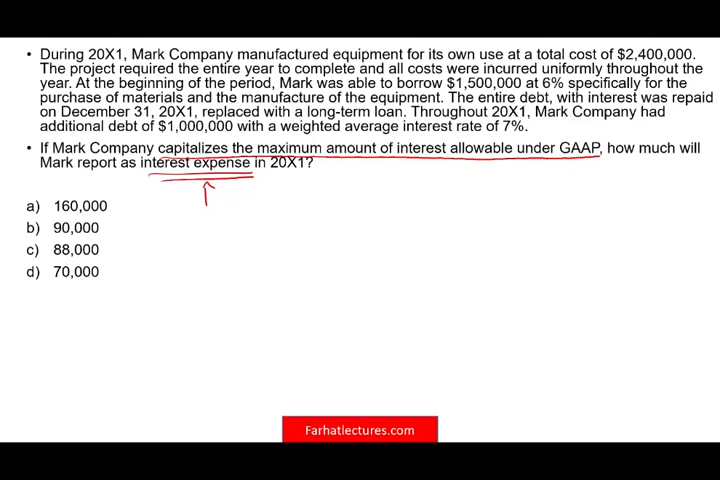 • During 20X1, Mark Company manufactured equipment for its own use at a total cost of $2,400,000.
The project required the entire year to complete and all costs were incurred uniformly throughout the
year. At the beginning of the period, Mark was able to borrow $1,500,000 at 6% specifically for the
purchase of materials and the manufacture of the equipment. The entire debt, with interest was repaid
on December 31, 20X1, replaced with a long-term loan. Throughout 20X1, Mark Company had
additional debt of $1,000,000 with a weighted average interest rate of 7%.
• If Mark Company capitalizes the maximum amount of interest allowable under GAAP, how much will
Mark report as interest expense in 20X1?
a) 160,000
b) 90,000
c) 88,000
d) 70,000
Farhatlectures.com